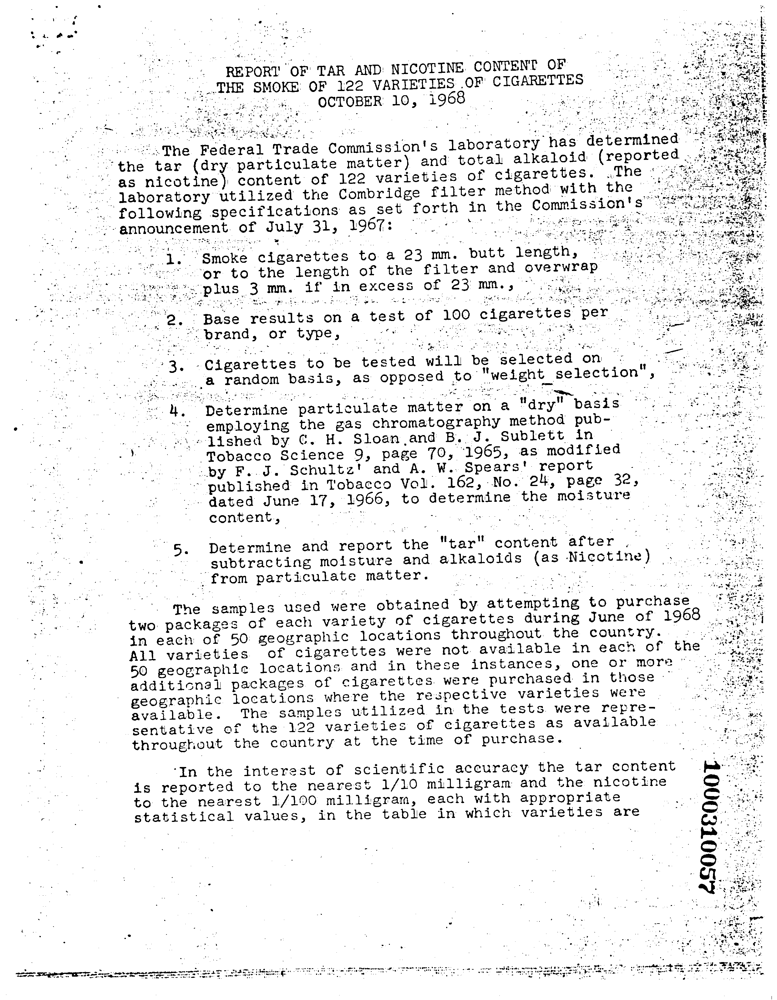 REPORT OF TAR AND NICOTINE CONTENT OF
THE SMOKE OF 122 VARIETIES OF CIGARETTES
OCTOBER 10, 1968
The Federal Trade Commission's laboratory has determined
the tar (dry particulate matter) and total alkaloid (reported
as nicotine) content of 122 varieties of cigarettes. The
laboratory utilized the Combridge filter method with the
following specifications as set forth in the Commission's
announcement of July 31, 1967:
1. Smoke cigarettes to a 23 mm. butt length,
or to the length of the filter and overwrap
plus 3 mm. if in excess of 23 mm.,
2. Base results on a test of 100 cigarettes per
brand, or type,
3. Cigarettes to be tested will be selected on
a random basis, as opposed to "weight selection",
4. Determine particulate matter on a "dry" basis
employing the gas chromatography method pub-
lished by C. H. Sloan and B. J. Sublett in
Tobacco Science 9, page 70, 1965, as modified
by F. J. Schultz' and A. W. Spears' report
published in Tobacco Vol. 162, No. 24, page 32,
dated June 17, 1966, to determine the moisture
content,
5. Determine and report the "tar" content after
subtracting moisture and alkaloids (as Nicotine)
from particulate matter.
The samples used were obtained by attempting to purchase
two packages of each variety of cigarettes during June of 1968
in each of 50 geographic locations throughout the country.
All varieties of cigarettes were not available in each of the
50 geographic locations and in these instances, one or more
additional packages of cigarettes were purchased in those
geographic locations where the respective varieties were
available. The samples utilized in the tests were repre-
sentative of the 122 varieties of cigarettes as available
throughout the country at the time of purchase.
In the interest of scientific accuracy the tar content
is reported to the nearest 1/10 milligram and the nicotine
to the nearest 1/100 milligram, each with appropriate
statistical values, in the table in which varieties are
1000310057